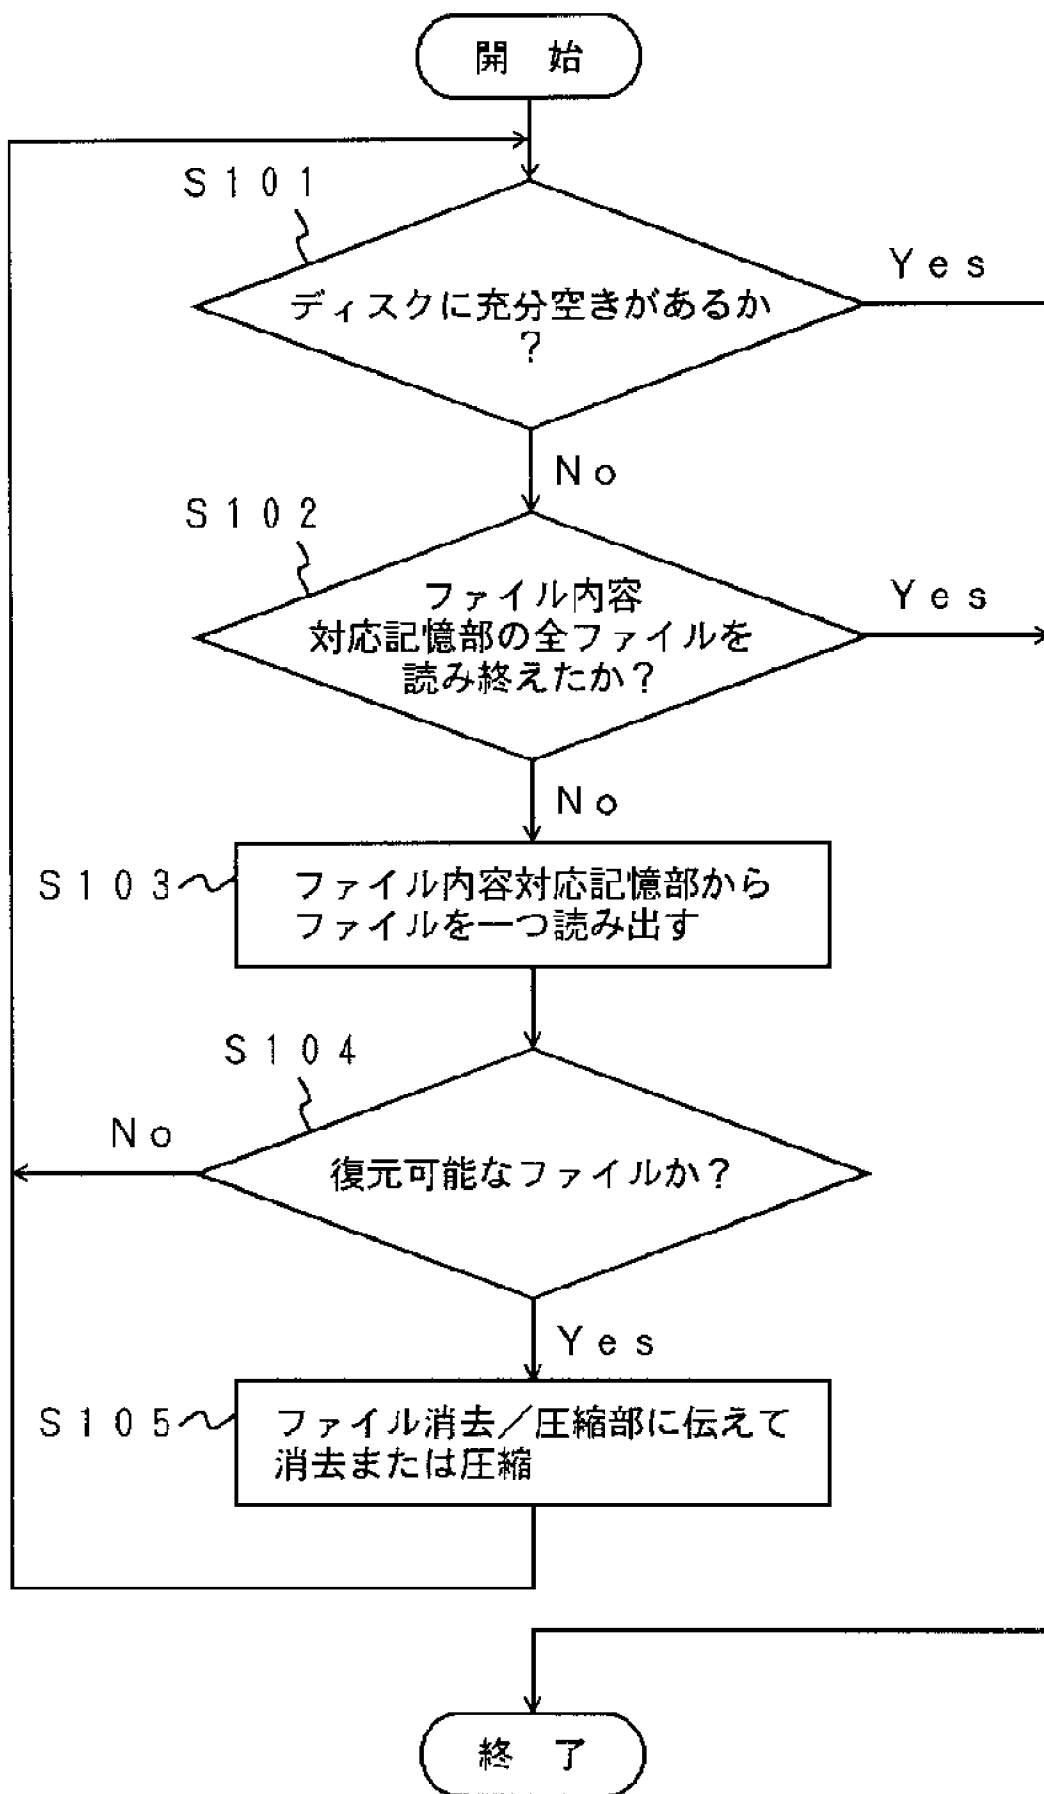 開 始
S101
Yes
ディスクに充分空きがあるか
?
No
S102
Yes
ファイル内容
対応記憶部の全ファイルを
読み終えたか?
No
S103
ファイル内容対応記憶部から
ファイルを一つ読み出す
S104
No
復元可能なファイルか?
Yes
S105
ファイル消去/圧縮部に伝えて
消去または圧縮
終 了